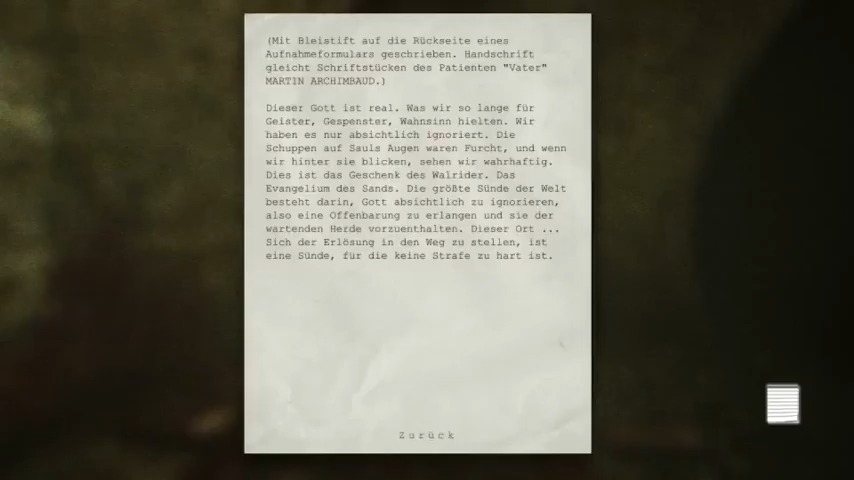 (Mit Bleistift auf die Rückseite eines
Aufnahmeformulars geschrieben. Handschrift
gleicht Schriftstücken des Patienten "Vater"
MARTIN ARCHIMBAUD.)
Dieser Gott ist real. Was wir so lange für
Geister, Gespenster, Wahnsinn hielten. Wir
haben es nur absichtlich ignoriert. Die
Schuppen auf Sauls Augen waren Furcht, und wenn
wir hinter sie blicken, sehen wir wahrhaftig.
Dies ist das Geschenk des Walrider. Das
Evangelium des Sands. Die größte Sünde der Welt
besteht darin, Gott absichtlich zu ignorieren,
also eine Offenbarung zu erlangen und sie der
wartenden Herde vorzuenthalten. Dieser Ort ...
Sich der Erlösung in den Weg zu stellen, ist
eine Sünde, für die keine Strafe zu hart ist.
Zurück